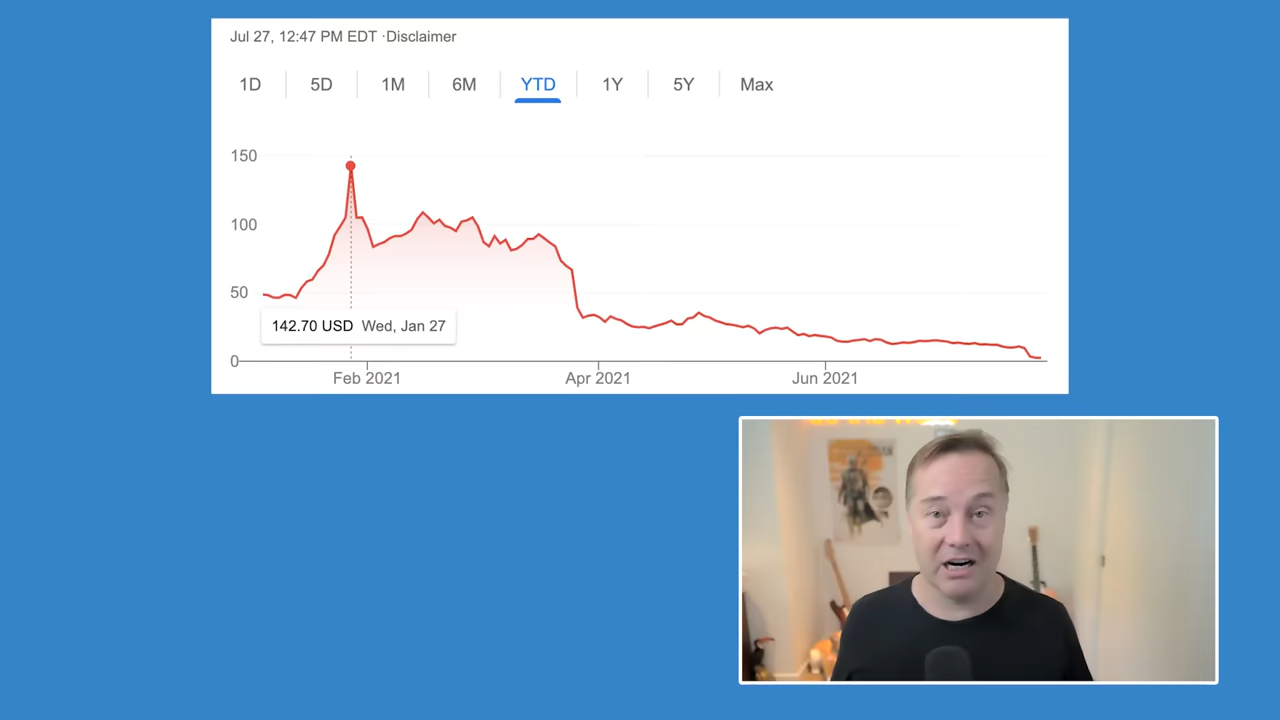 Jul 27, 12:47 PM EDT ·Disclaimer
1D 5D 1M 6M YTD 1Y 5Y Max
150
100
50
142.70 USD Wed, Jan 27
0
Feb 2021 Apr 2021 Jun 2021